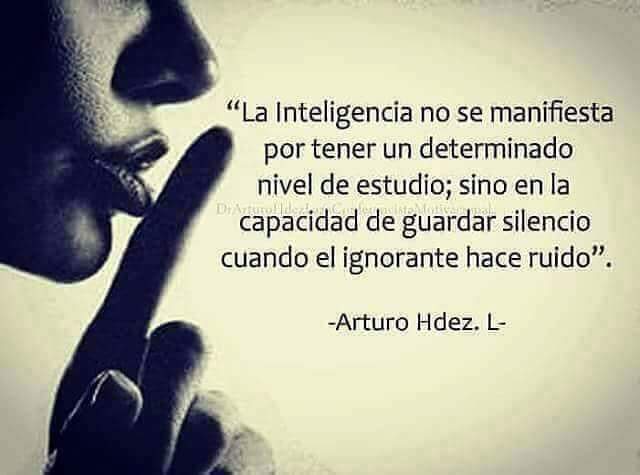 “La Inteligencia no se manifiesta
por tener un determinado
nivel de estudio; sino en la
capacidad de guardar silencio
cuando el ignorante hace ruido”.
-Arturo Hdez. L-